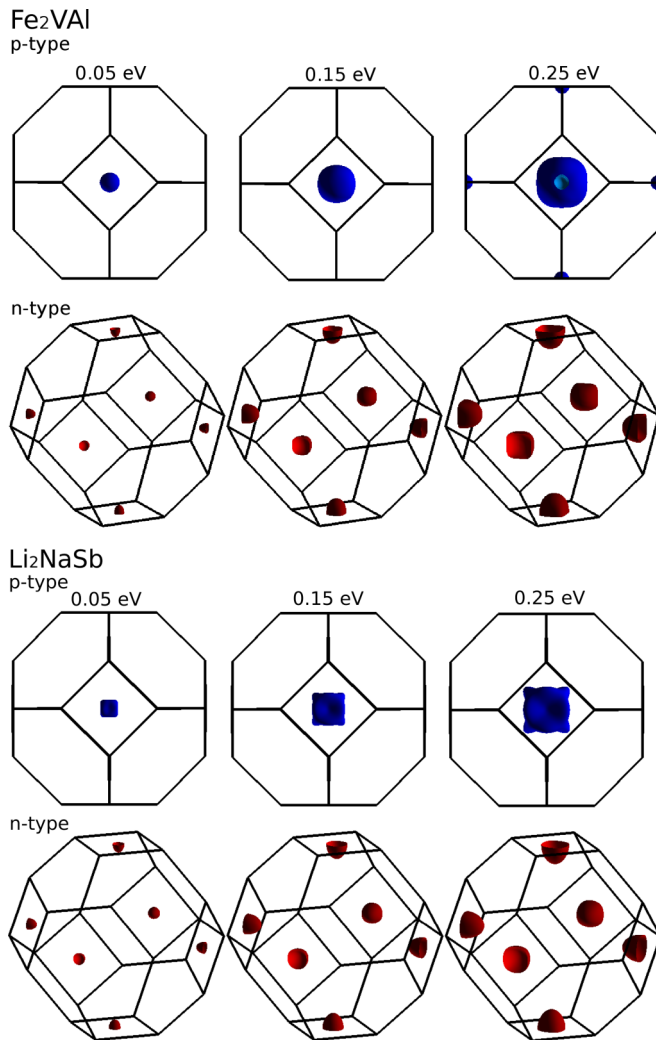 Fe₂VAl
p-type
0.05 eV 0.15 eV 0.25 eV
n-type
Li₂NaSb
p-type
0.05 eV 0.15 eV 0.25 eV
n-type